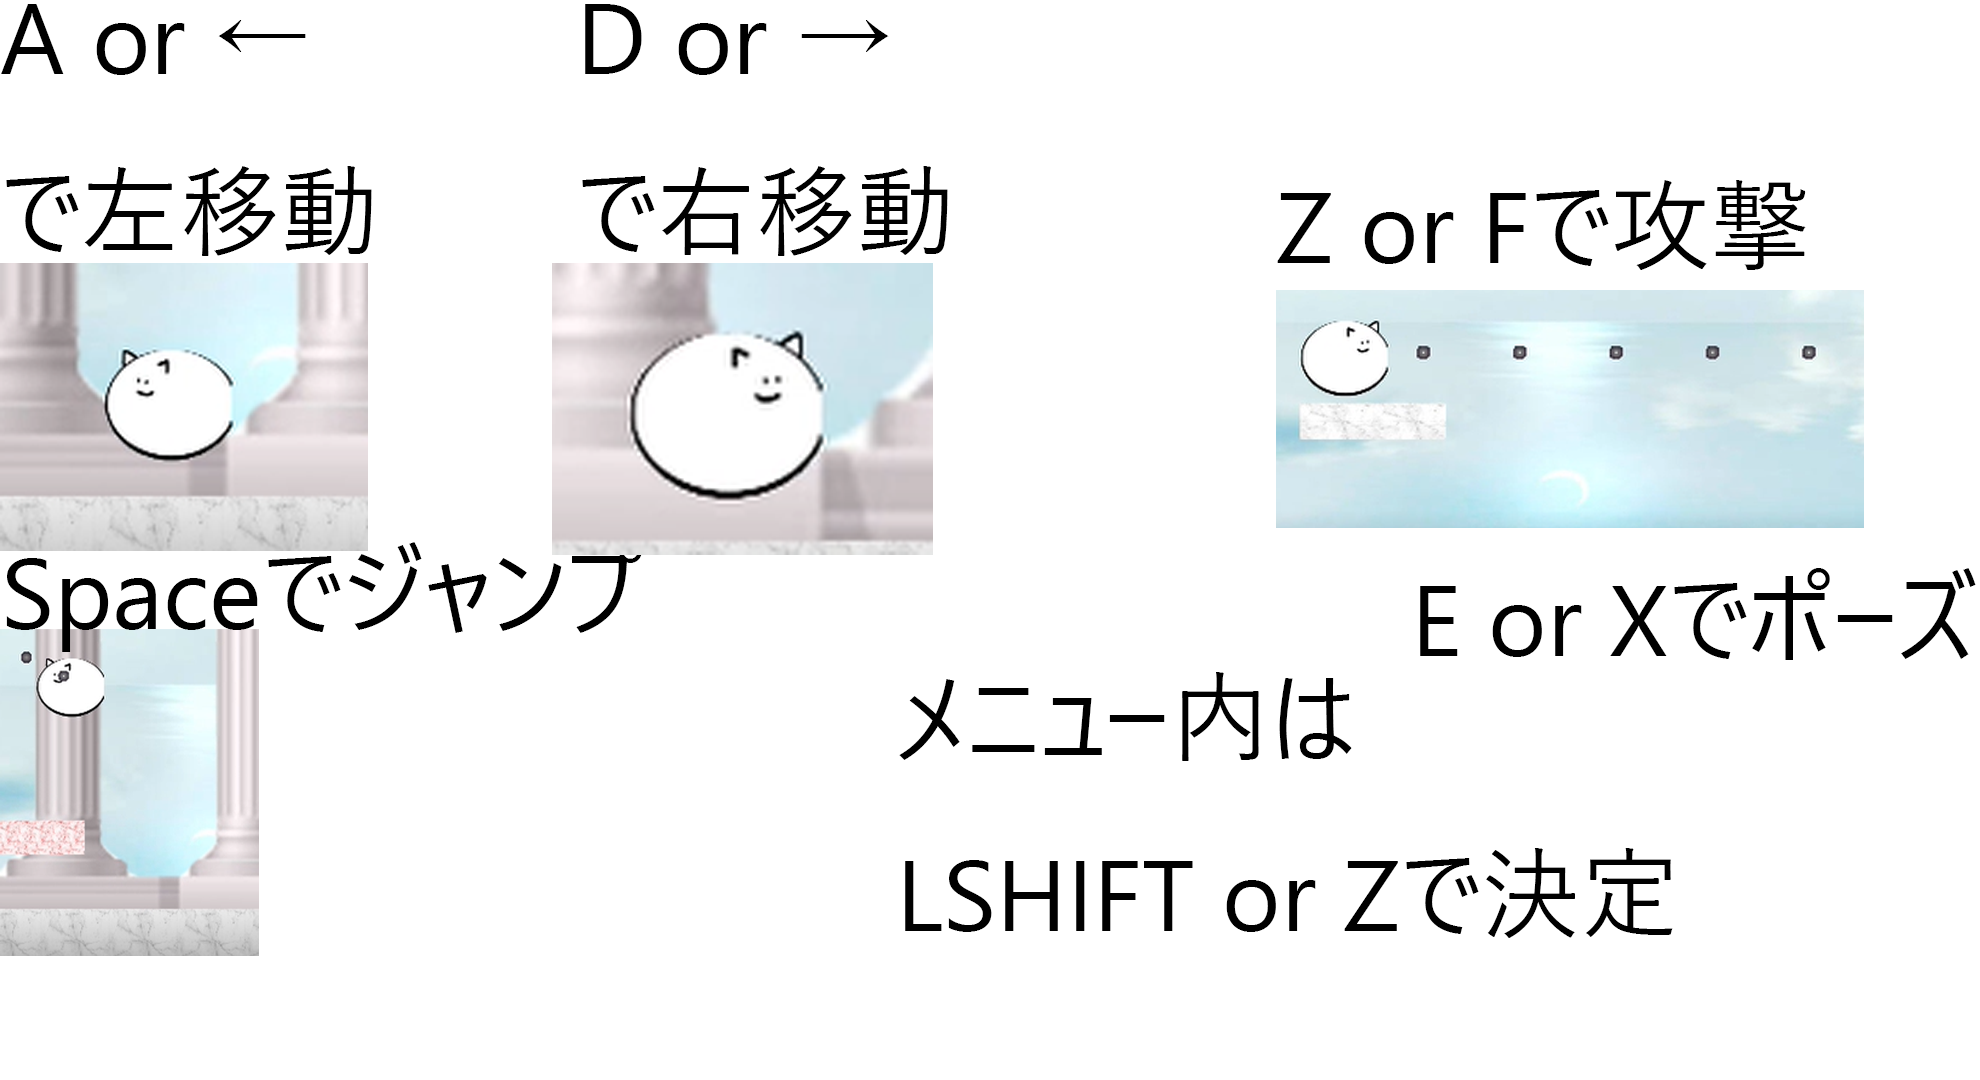 A or ←
で左移動
D or →
で右移動
Z or Fで攻撃
Spaceでジャンプ
E or Xでポーズ
メニュー内は
LSHIFT or Zで決定